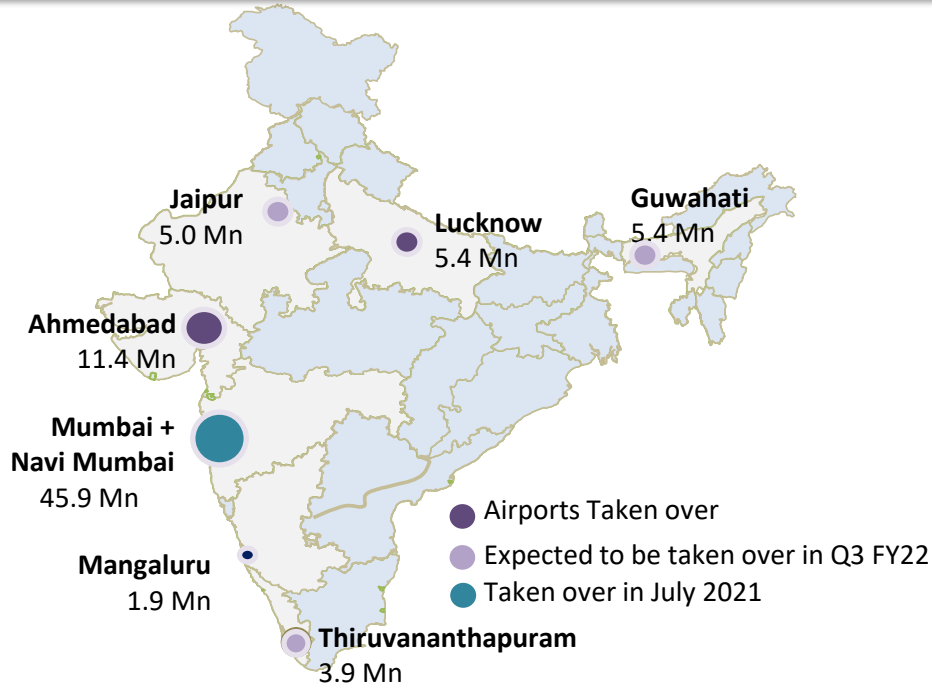 Jaipur
5.0 Mn
Lucknow
5.4 Mn
Guwahati
5.4 Mn
Ahmedabad
11.4 Mn
Mumbai +
Navi Mumbai
45.9 Mn
Mangaluru
1.9 Mn
Thiruvananthapuram
3.9 Mn
Airports Taken over
Expected to be taken over in Q3 FY22
Taken over in July 2021